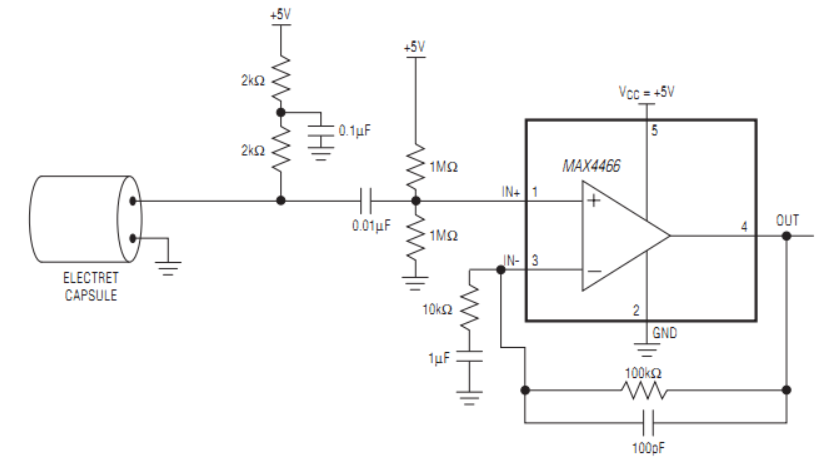 +5V
+5V
2kΩ
VCC = +5V
0.1µF
5
2kΩ
1MΩ
MAX4466
IN+ 1
+
4 OUT
0.01µF
1MΩ
IN- 3
−
ELECTRET
CAPSULE
10kΩ
2
GND
1µF
100kΩ
100pF